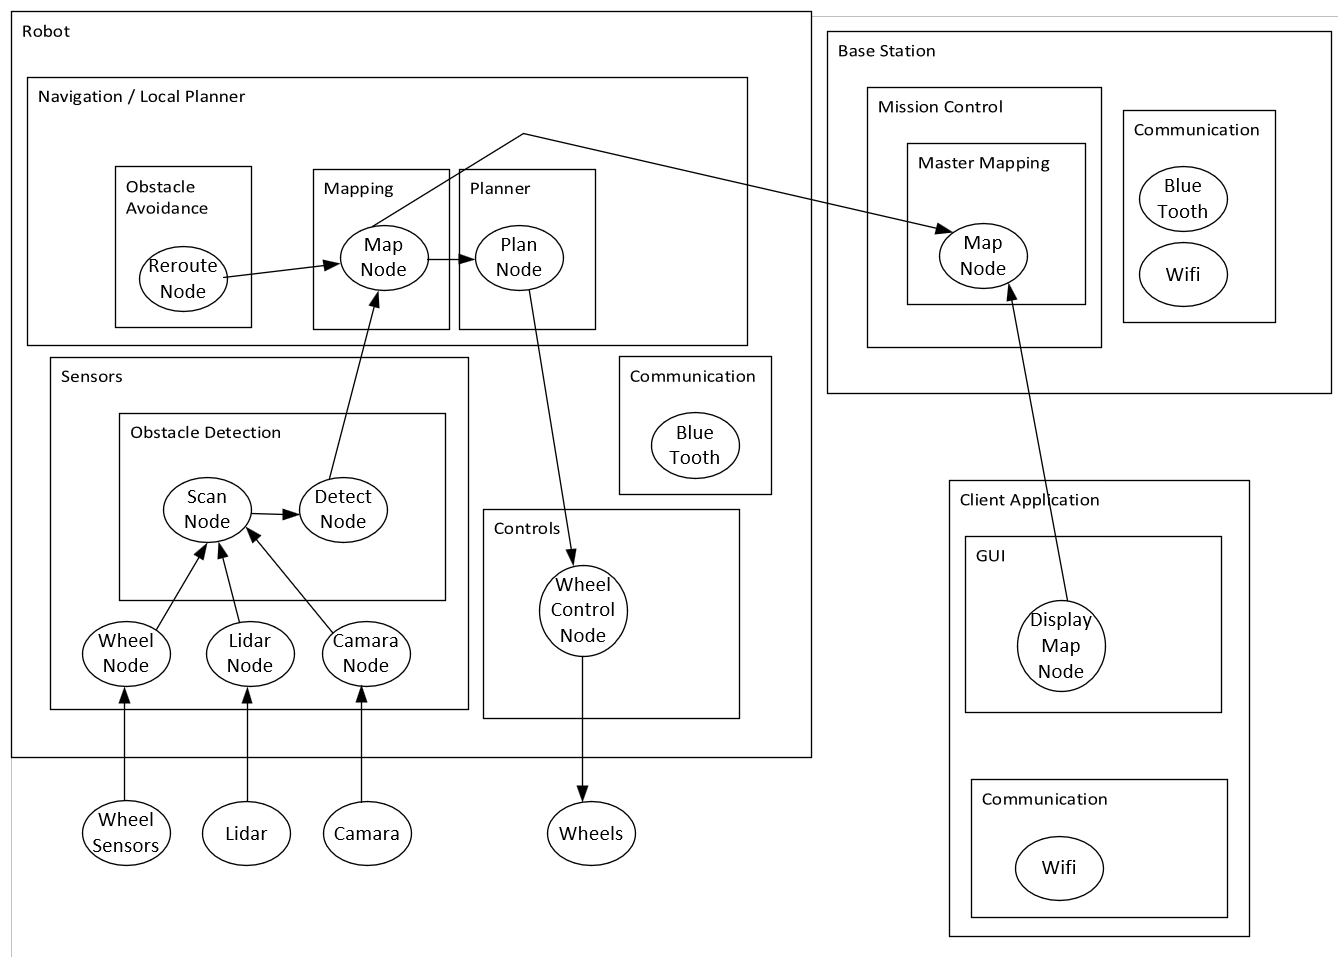 Robot
Navigation / Local Planner
Obstacle
Avoidance
Reroute
Node
Mapping
Map
Node
Planner
Plan
Node
Sensors
Obstacle Detection
Scan
Node
Detect
Node
Wheel
Node
Lidar
Node
Camara
Node
Communication
Blue
Tooth
Controls
Wheel
Control
Node
Wheel
Sensors
Lidar
Camara
Wheels
Base Station
Mission Control
Master Mapping
Map
Node
Communication
Blue
Tooth
Wifi
Client Application
GUI
Display
Map
Node
Communication
Wifi